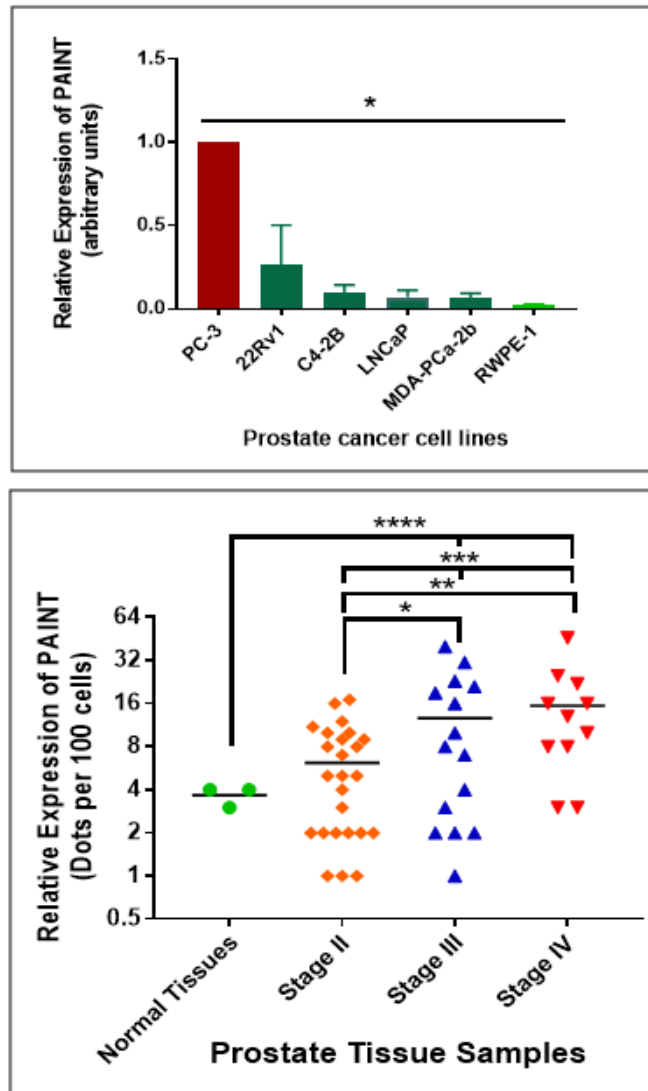 Relative Expression of PAINT
(arbitrary units)
1.5
1.0
0.5
0.0
*
PC-3
22Rv1
C4-2B
LNCaP
MDA-PCa-2b
RWPE-1
Prostate cancer cell lines
Relative Expression of PAINT
(Dots per 100 cells)
64
32
16
8
4
2
1
0.5
****
***
**
*
Normal Tissues
Stage II
Stage III
Stage IV
Prostate Tissue Samples